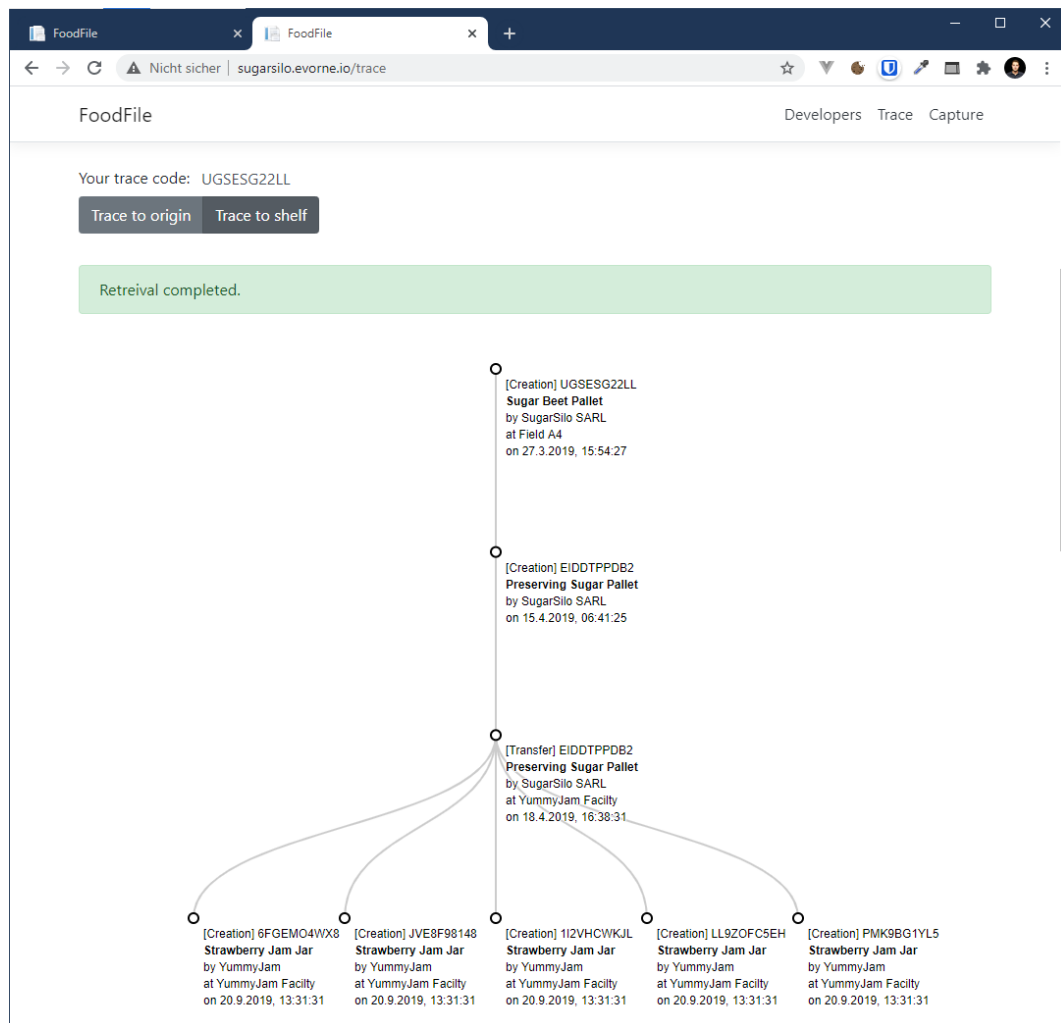 FoodFile
FoodFile
Nicht sicher
sugarsilo.evorne.io/trace
FoodFile
Developers Trace Capture
Your trace code: UGSESG22LL
Trace to origin Trace to shelf
Retreival completed.
[Creation] UGSESG22LL
Sugar Beet Pallet
by SugarSilo SARL
at Field A4
on 27.3.2019, 15:54:27
[Creation] EIDDTPPDB2
Preserving Sugar Pallet
by SugarSilo SARL
on 15.4.2019, 06:41:25
[Transfer] EIDDTPPDB2
Preserving Sugar Pallet
by SugarSilo SARL
at YummyJam Facilty
on 18.4.2019, 16:38:31
[Creation] 6FGEMO4WX8
Strawberry Jam Jar
by YummyJam
at YummyJam Facilty
on 20.9.2019, 13:31:31
[Creation] JVE8F98148
Strawberry Jam Jar
by YummyJam
at YummyJam Facilty
on 20.9.2019, 13:31:31
[Creation] 1I2VHCWKJL
Strawberry Jam Jar
by YummyJam
at YummyJam Facilty
on 20.9.2019, 13:31:31
[Creation] LL9ZOFC5EH
Strawberry Jam Jar
by YummyJam
at YummyJam Facilty
on 20.9.2019, 13:31:31
[Creation] PMK9BG1YL5
Strawberry Jam Jar
by YummyJam
at YummyJam Facilty
on 20.9.2019, 13:31:31